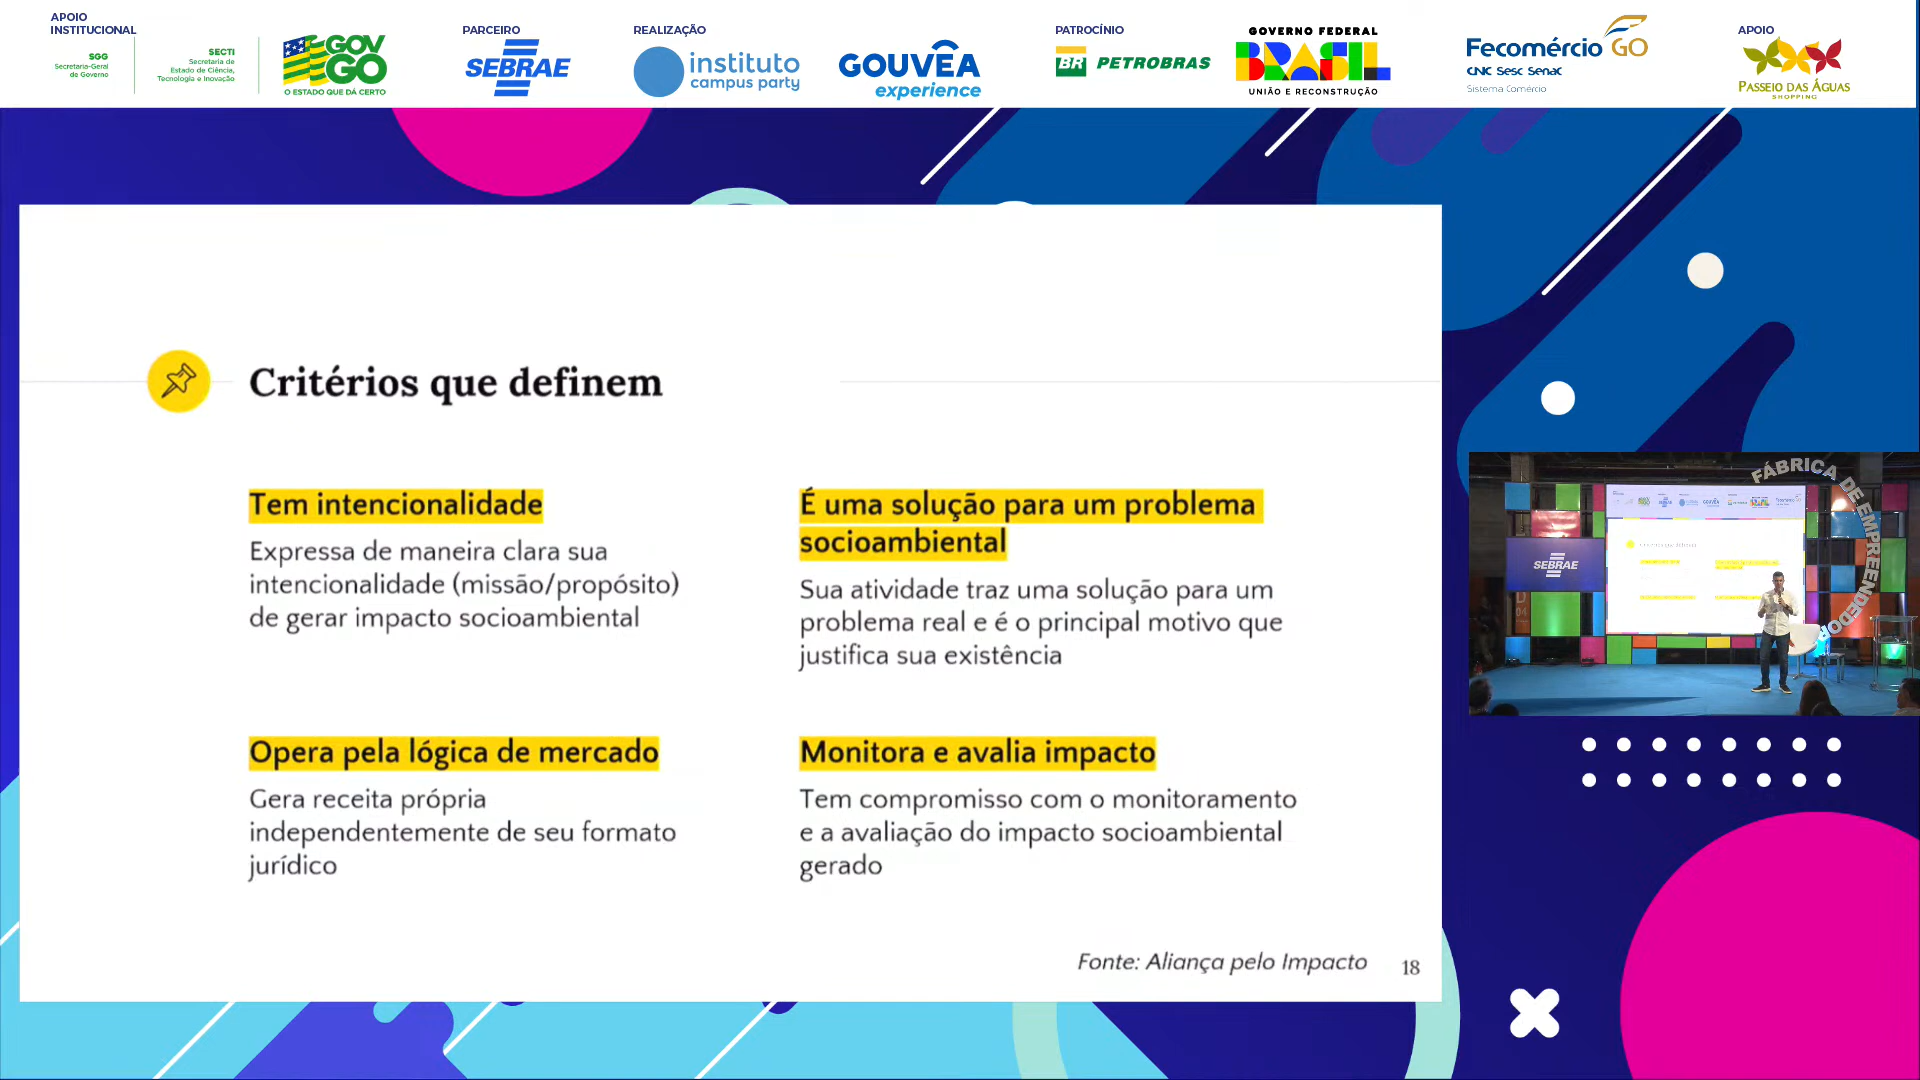 APOIO
INSTITUCIONAL
SGG
Secretaria-Geral
de Governo
SECTI
Secretaria de
Estado de Ciência,
Tecnologia e Inovação
GOV
GO
O ESTADO QUE DÁ CERTO
PARCEIRO
SEBRAE
REALIZAÇÃO
instituto
campus party
GOUVÊA
experience
PATROCÍNIO
BR PETROBRAS
GOVERNO FEDERAL
BRASIL
UNIÃO E RECONSTRUÇÃO
Fecomércio GO
CNC Sesc Senac
Sistema Comércio
APOIO
PASSEIO DAS ÁGUAS
SHOPPING
Critérios que definem
Tem intencionalidade
Expressa de maneira clara sua
intencionalidade (missão/propósito)
de gerar impacto socioambiental
É uma solução para um problema
socioambiental
Sua atividade traz uma solução para um
problema real e é o principal motivo que
justifica sua existência
Opera pela lógica de mercado
Gera receita própria
independentemente de seu formato
jurídico
Monitora e avalia impacto
Tem compromisso com o monitoramento
e a avaliação do impacto socioambiental
gerado
Fonte: Aliança pelo Impacto
18
FÁBRICA DE EMPREENDEDOR
SEBRAE